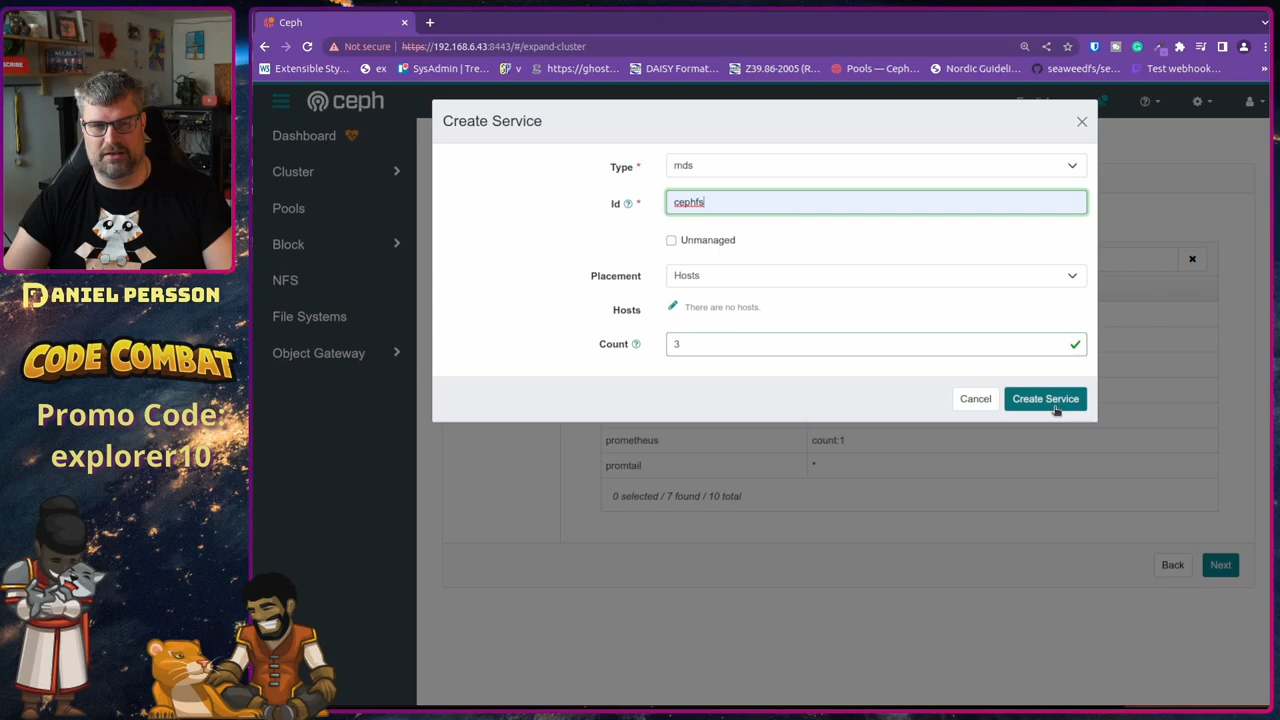 Ceph
Not secure
https://192.168.6.43:8443/#/expand-cluster
Extensible Sty...
ex
SysAdmin | Tre...
v
https://ghost...
DAISY Format...
Z39.86-2005 (R...
Pools — Ceph...
Nordic Guideli...
seaweedfs/se...
Test webhook...
»
ceph
Dashboard
Cluster
Pools
Block
NFS
File Systems
Object Gateway
Create Service
Type *
mds
Id *
cephfs
Unmanaged
Placement
Hosts
Hosts
There are no hosts.
Count
3
Cancel
Create Service
prometheus
count:1
promtail
*
0 selected / 7 found / 10 total
Back
Next
DANIEL PERSSON
CODE COMBAT
Promo Code:
explorer10